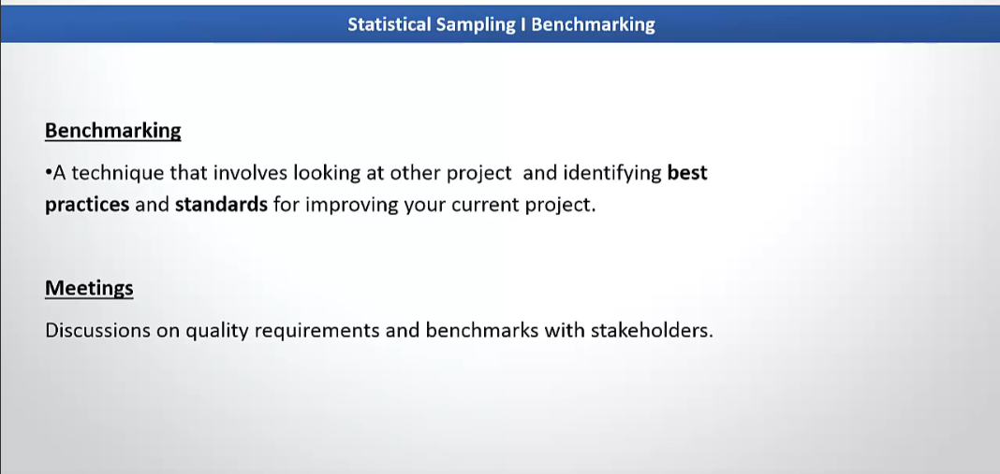 Statistical Sampling I Benchmarking
Benchmarking
•A technique that involves looking at other project  and identifying best
practices and standards for improving your current project.
Meetings
Discussions on quality requirements and benchmarks with stakeholders.